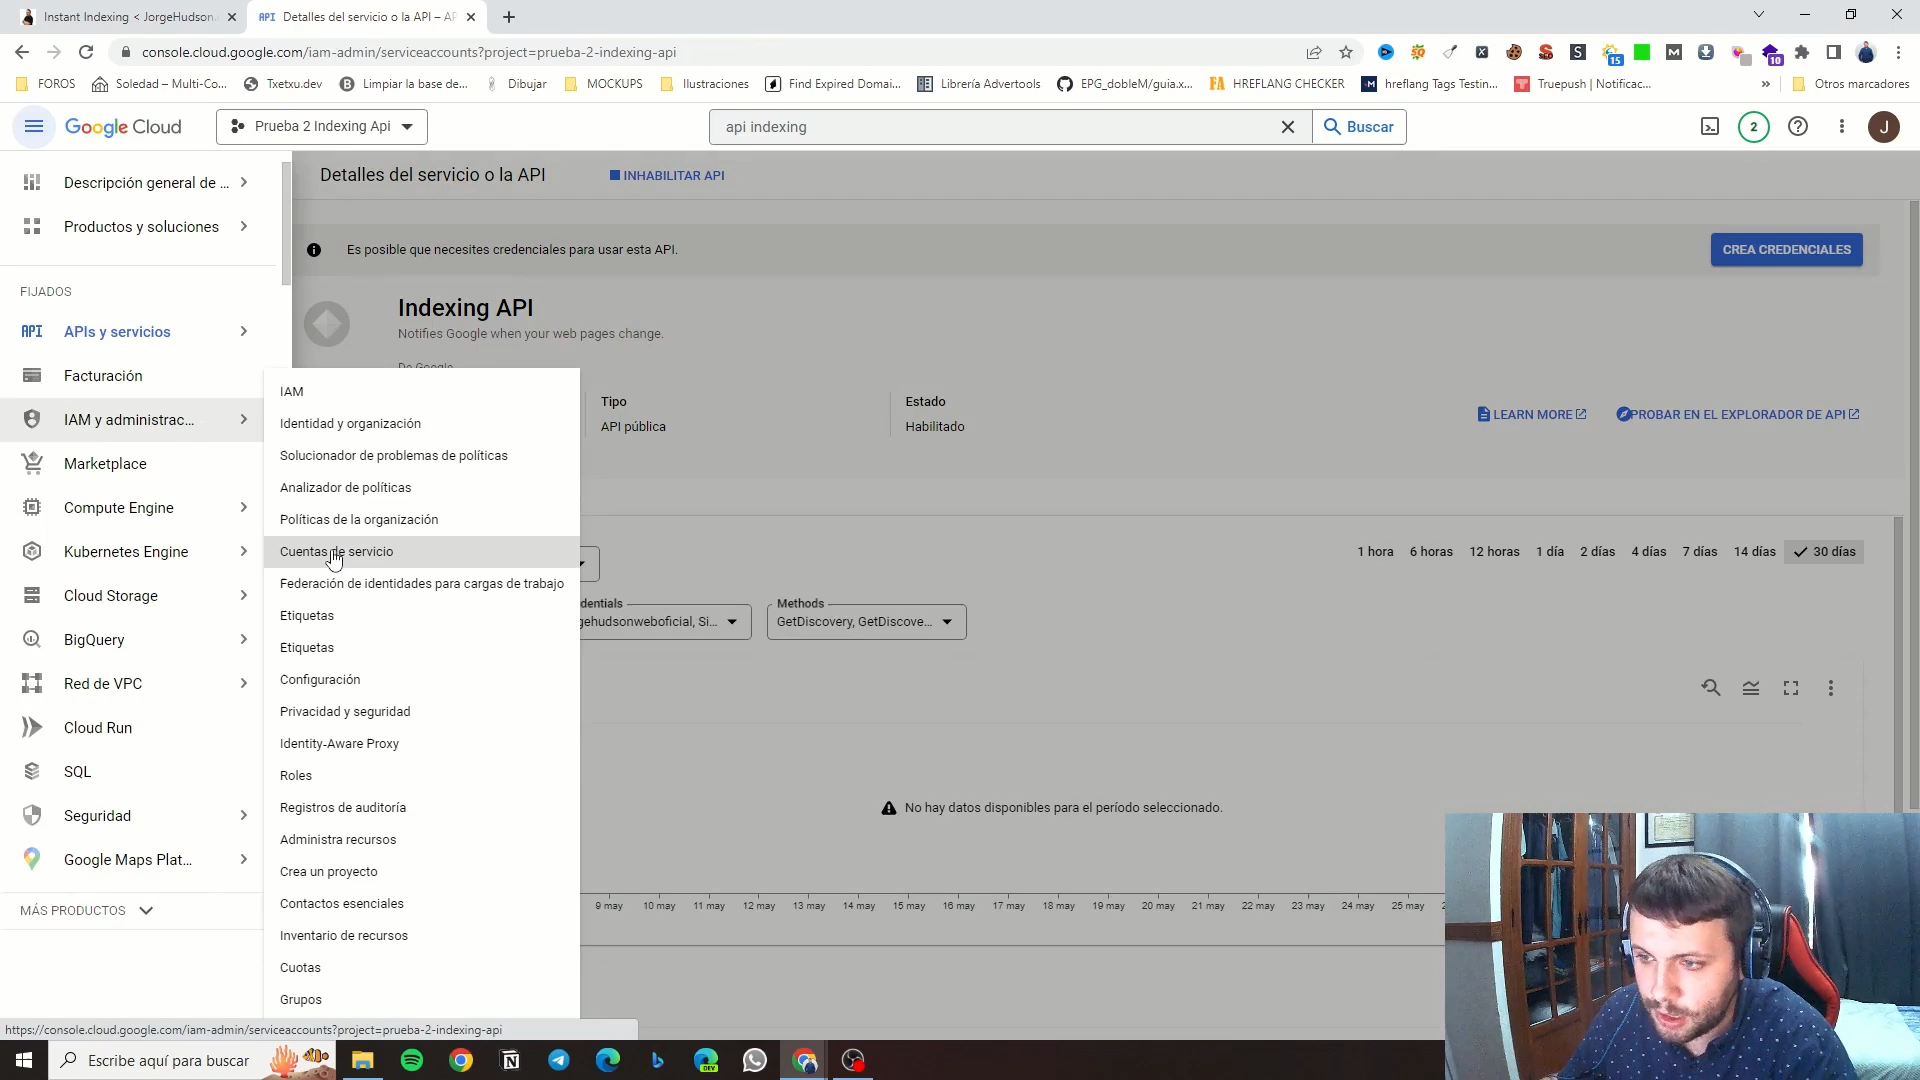 Instant Indexing < JorgeHudson.
API Detalles del servicio o la API – AP
console.cloud.google.com/iam-admin/serviceaccounts?project=prueba-2-indexing-api
15
10
FOROS
Soledad – Multi-Co...
Txetxu.dev
Limpiar la base de...
Dibujar
MOCKUPS
Ilustraciones
Find Expired Domai...
Librería Advertools
EPG_dobleM/guia.x...
HREFLANG CHECKER
hreflang Tags Testin...
Truepush | Notificac...
»
Otros marcadores
Google Cloud
Prueba 2 Indexing Api
api indexing
Buscar
2
J
Descripción general de ...
Productos y soluciones
FIJADOS
API APIs y servicios
Facturación
IAM y administrac...
Marketplace
Compute Engine
Kubernetes Engine
Cloud Storage
BigQuery
Red de VPC
Cloud Run
SQL
Seguridad
Google Maps Plat...
MÁS PRODUCTOS
IAM
Identidad y organización
Solucionador de problemas de políticas
Analizador de políticas
Políticas de la organización
Cuentas de servicio
Federación de identidades para cargas de trabajo
Etiquetas
Etiquetas
Configuración
Privacidad y seguridad
Identity-Aware Proxy
Roles
Registros de auditoría
Administra recursos
Crea un proyecto
Contactos esenciales
Inventario de recursos
Cuotas
Grupos
Detalles del servicio o la API
INHABILITAR API
Es posible que necesites credenciales para usar esta API.
CREA CREDENCIALES
Indexing API
Notifies Google when your web pages change.
De Google
Tipo
API pública
Estado
Habilitado
LEARN MORE
PROBAR EN EL EXPLORADOR DE API
1 hora 6 horas 12 horas 1 día 2 días 4 días 7 días 14 días 30 días
dentials
gehudsonweboficial, Si...
Methods
GetDiscovery, GetDiscove...
No hay datos disponibles para el período seleccionado.
9 may 10 may 11 may 12 may 13 may 14 may 15 may 16 may 17 may 18 may 19 may 20 may 21 may 22 may 23 may 24 may 25 may
https://console.cloud.google.com/iam-admin/serviceaccounts?project=prueba-2-indexing-api
Escribe aquí para buscar
DEV